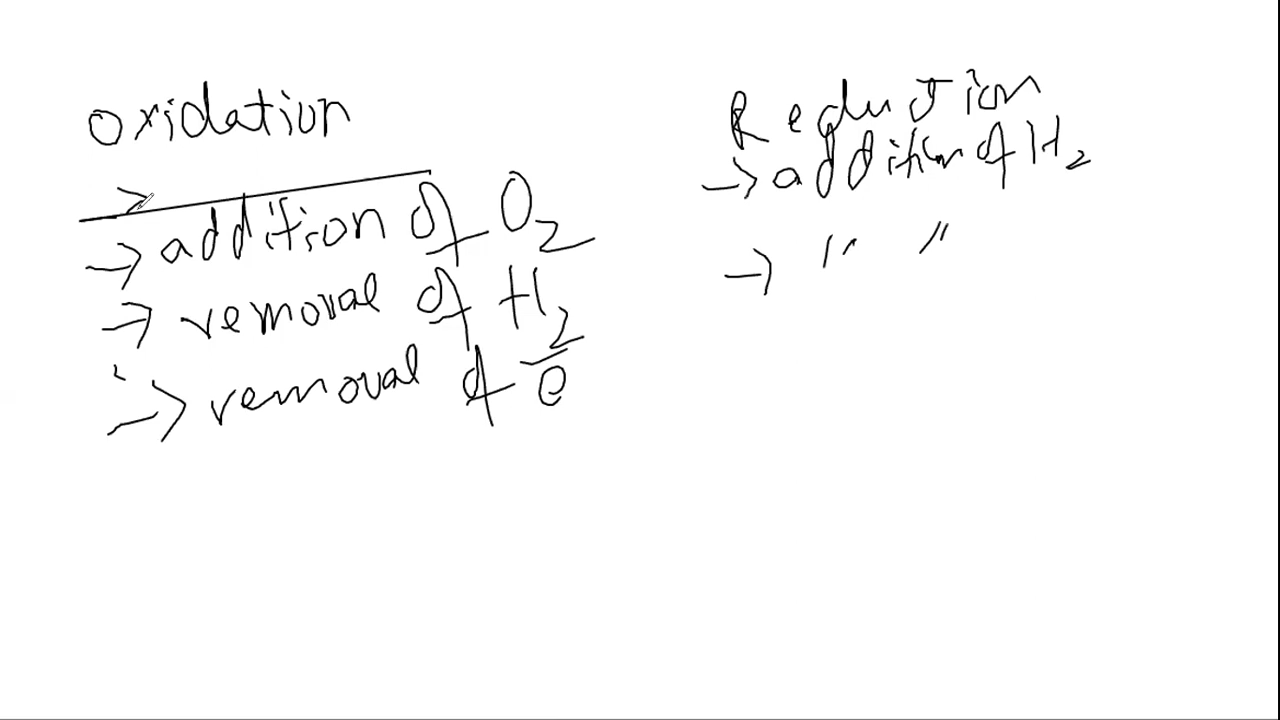 oxidation
→
→ addition of O₂
→ removal of H₂
→ removal of e̅
Reduction
→ addition of H₂
→ " "